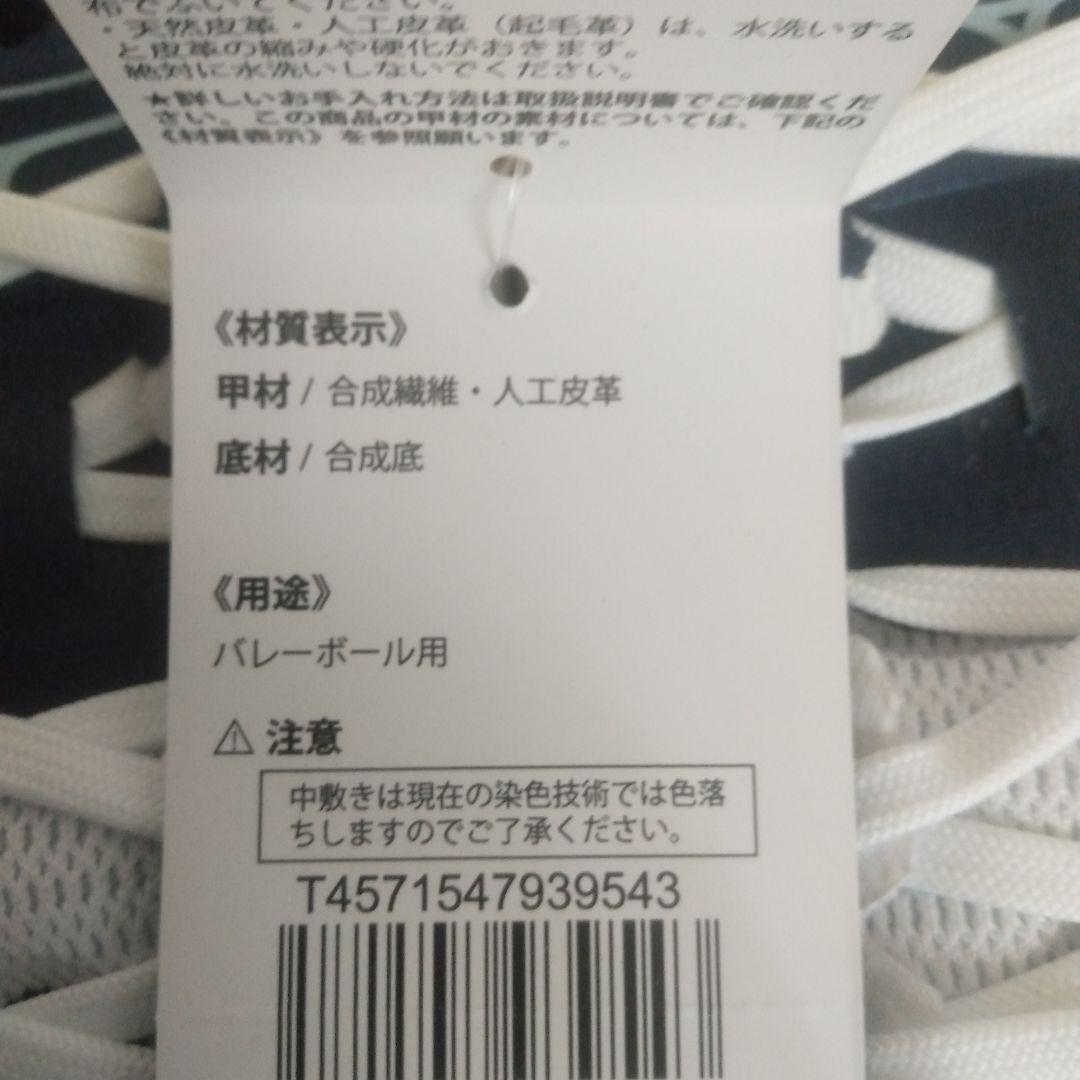 ・天然皮革・人工皮革（起毛革）は、水洗いする
と皮革の縮みや硬化がおきます。
絶対に水洗いしないでください。
★詳しいお手入れ方法は取扱説明書でご確認くだ
さい。この商品の甲材の素材については、下記の
《材質表示》を参照願います。
《材質表示》
甲材 / 合成繊維・人工皮革
底材 / 合成底
《用途》
バレーボール用
⚠ 注意
中敷きは現在の染色技術では色落
ちしますのでご了承ください。
T4571547939543